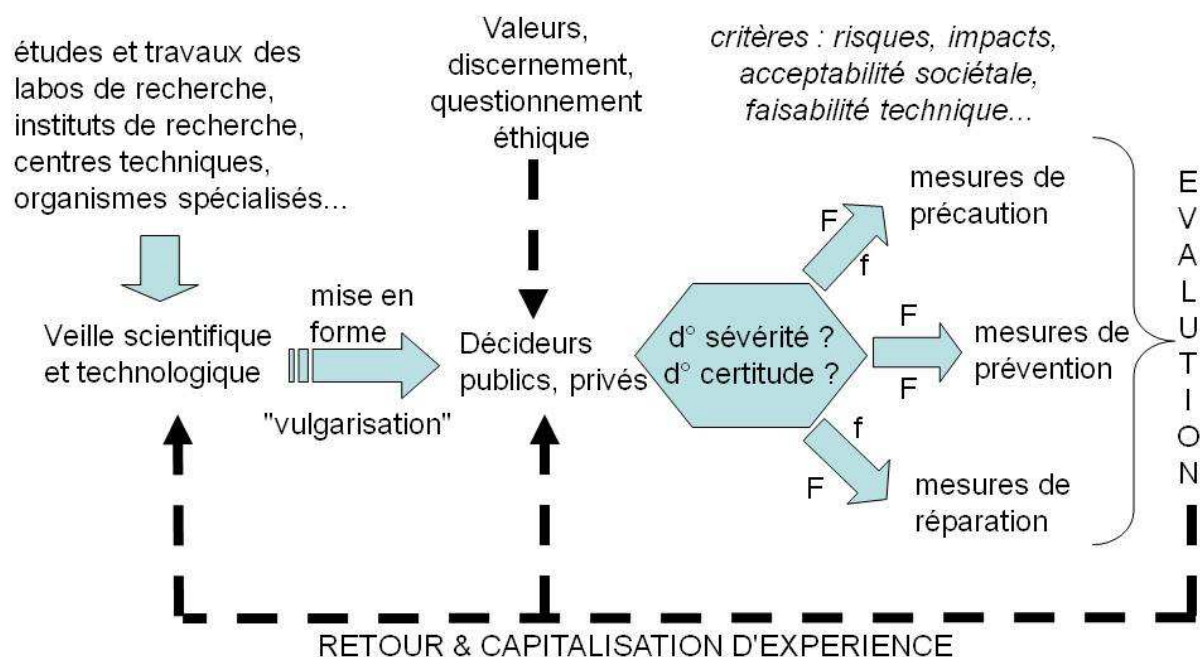 études et travaux des
labos de recherche,
instituts de recherche,
centres techniques,
organismes spécialisés...
Valeurs,
discernement,
questionnement
éthique
critères : risques, impacts,
acceptabilité sociétale,
faisabilité technique...
Veille scientifique
et technologique
mise en
forme
"vulgarisation"
Décideurs
publics, privés
d° sévérité ?
d° certitude ?
F
f
mesures de
précaution
F
F
mesures de
prévention
f
F
mesures de
réparation
E
V
A
L
U
T
I
O
N
RETOUR & CAPITALISATION D'EXPERIENCE